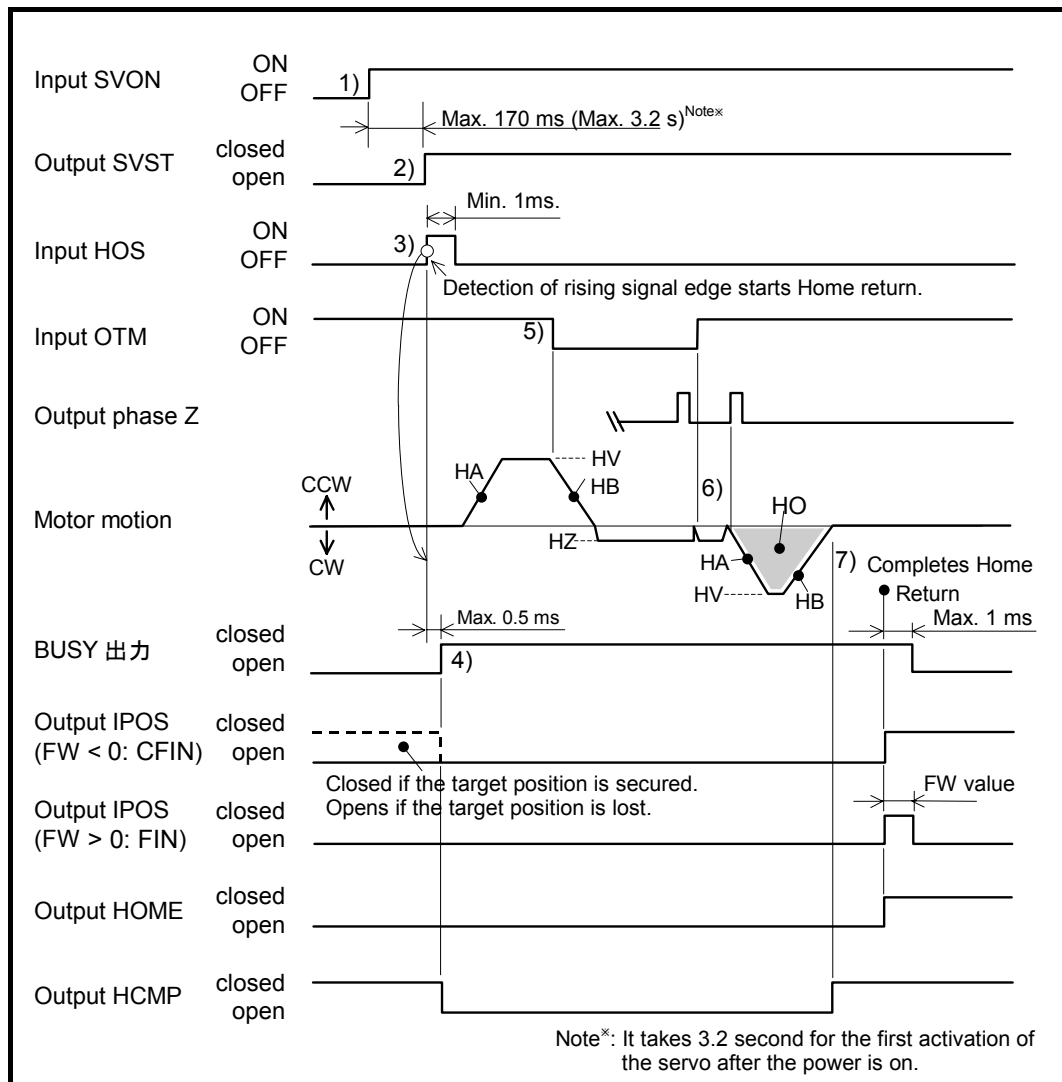 Input SVON ON
OFF
1)
Max. 170 ms (Max. 3.2 s)Note※
Output SVST closed
open
2)
Min. 1ms.
Input HOS ON
OFF
3)
Detection of rising signal edge starts Home return.
Input OTM ON
OFF
5)
Output phase Z
HV
HA
HB
6)
HO
CCW
Motor motion
CW
HZ
HA
HV
HB
7) Completes Home
Return
Max. 0.5 ms
Max. 1 ms
BUSY 出力 closed
open
4)
Output IPOS closed
(FW < 0: CFIN) open
Closed if the target position is secured.
Opens if the target position is lost.
FW value
Output IPOS closed
(FW > 0: FIN) open
Output HOME closed
open
Output HCMP closed
open
Note※: It takes 3.2 second for the first activation of
the servo after the power is on.